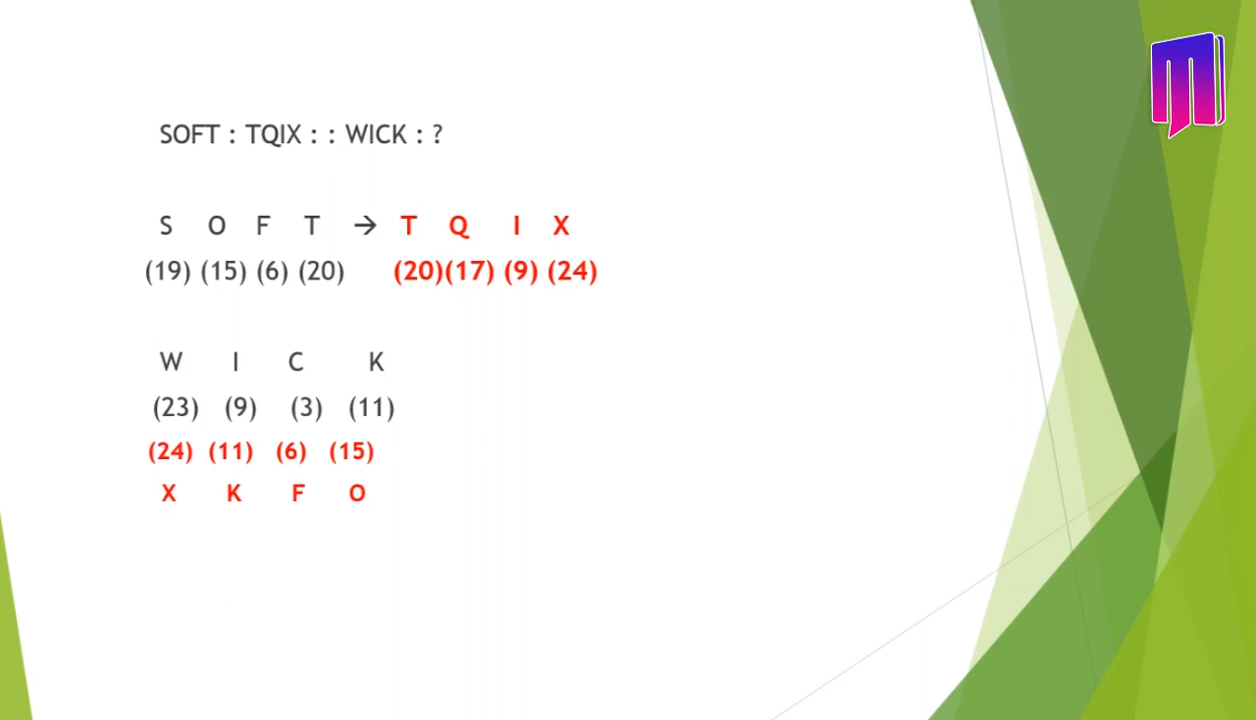 SOFT : TQIX : : WICK : ?
S O F T → T Q I X
(19) (15) (6) (20) (20)(17) (9) (24)
W I C K
(23) (9) (3) (11)
(24) (11) (6) (15)
X K F O